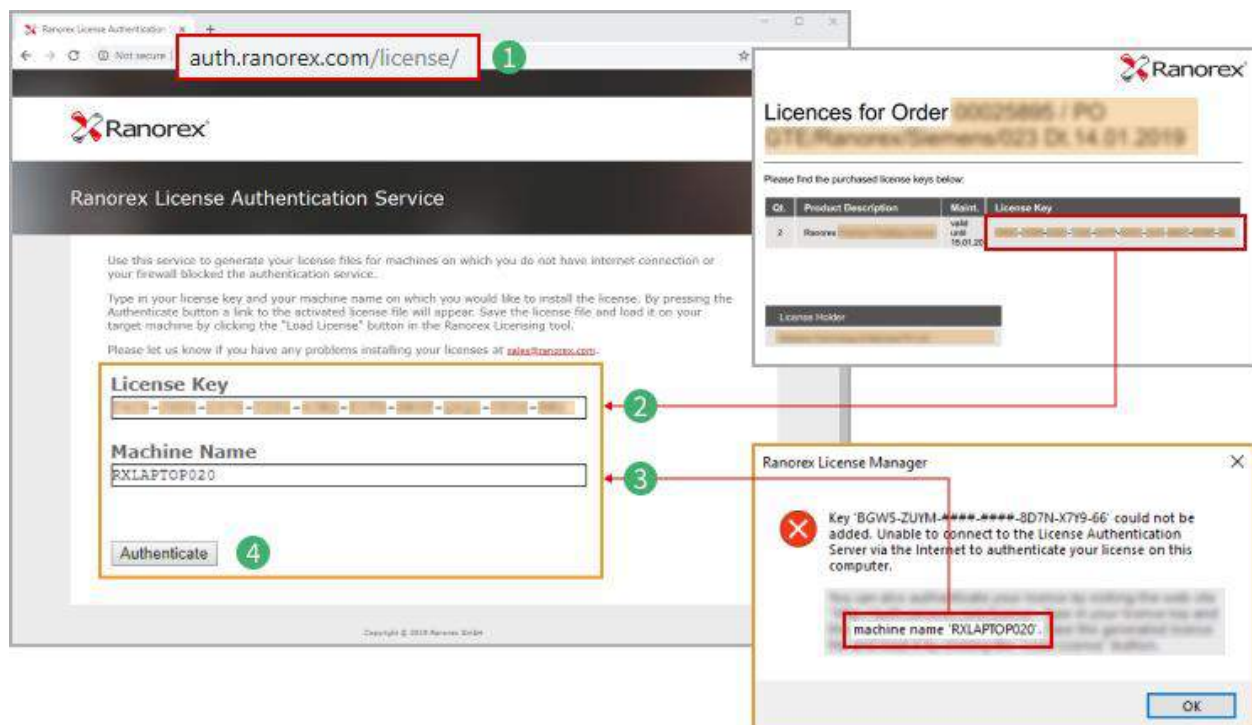 Ranorex License Authentication
Not secure
auth.ranorex.com/license/
1
Ranorex
Ranorex License Authentication Service
Use this service to generate your license files for machines on which you do not have internet connection or
your firewall blocked the authentication service.
Type in your license key and your machine name on which you would like to install the license. By pressing the
Authenticate button a link to the activated license file will appear. Save the license file and load it on your
target machine by clicking the "Load License" button in the Ranorex Licensing tool.
Please let us know if you have any problems installing your licenses at sales@ranorex.com.
License Key
2
Machine Name
RXLAPTOP020
3
Authenticate
4
Copyright © 2019 Ranorex GmbH
Ranorex
Licences for Order
Please find the purchased license keys below:
Qt. Product Description Maint. License Key
2 Ranorex valid
until
License Holder
Ranorex License Manager
Key 'BGWS-ZUYM-####-####-8D7N-X7Y9-66' could not be
added. Unable to connect to the License Authentication
Server via the Internet to authenticate your license on this
computer.
machine name 'RXLAPTOP020'.
OK